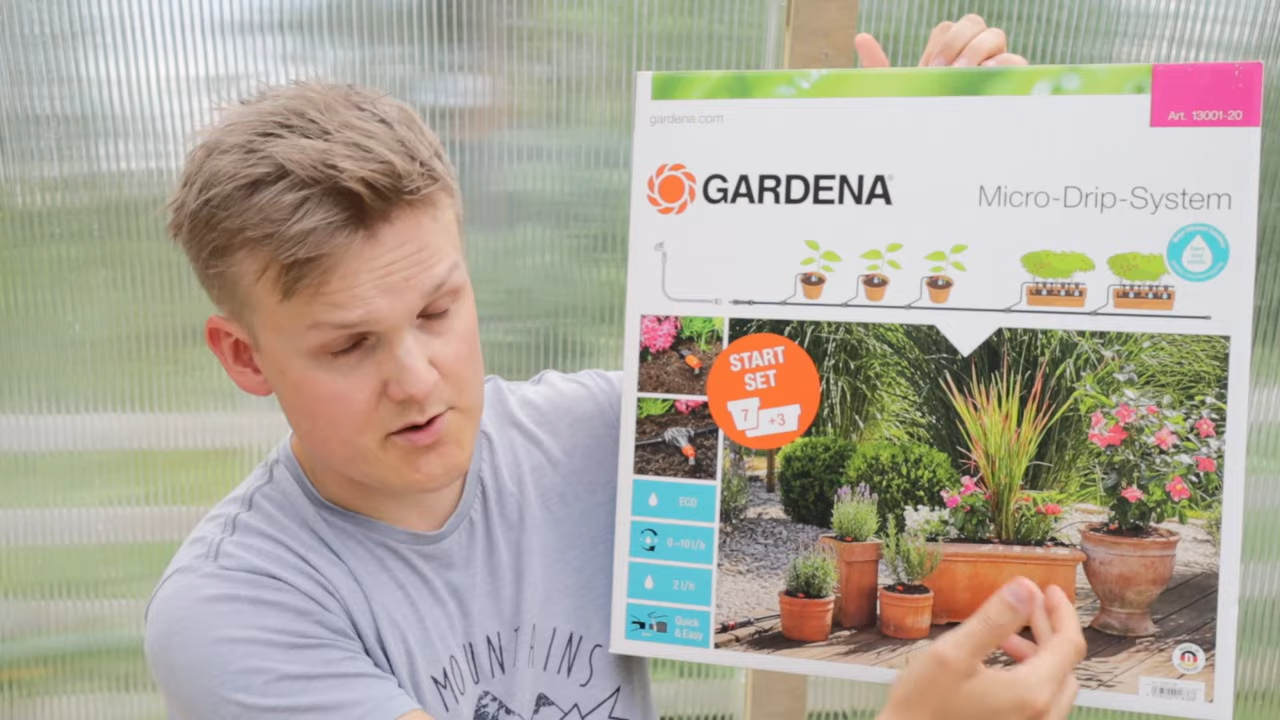 Art. 13001-20
gardena.com
GARDENA®
Micro-Drip-System
START
SET
7
+3
ECO
0–10 l/h
2 l/h
Quick
& Easy
MOUNTAINS